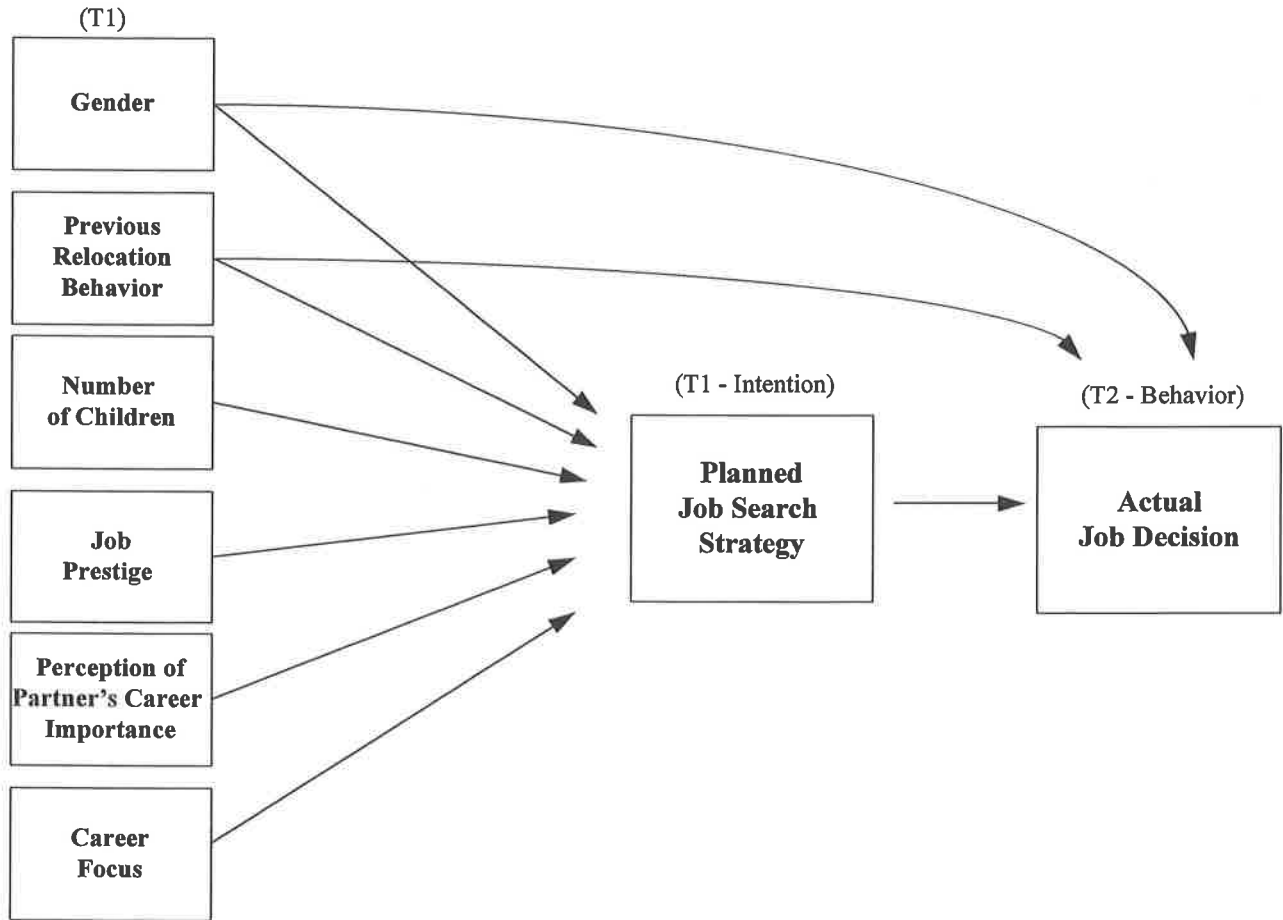 (T1)
Gender
Previous
Relocation
Behavior
Number
of Children
Job
Prestige
Perception of
Partner's Career
Importance
Career
Focus
(T1 - Intention)
Planned
Job Search
Strategy
(T2 - Behavior)
Actual
Job Decision